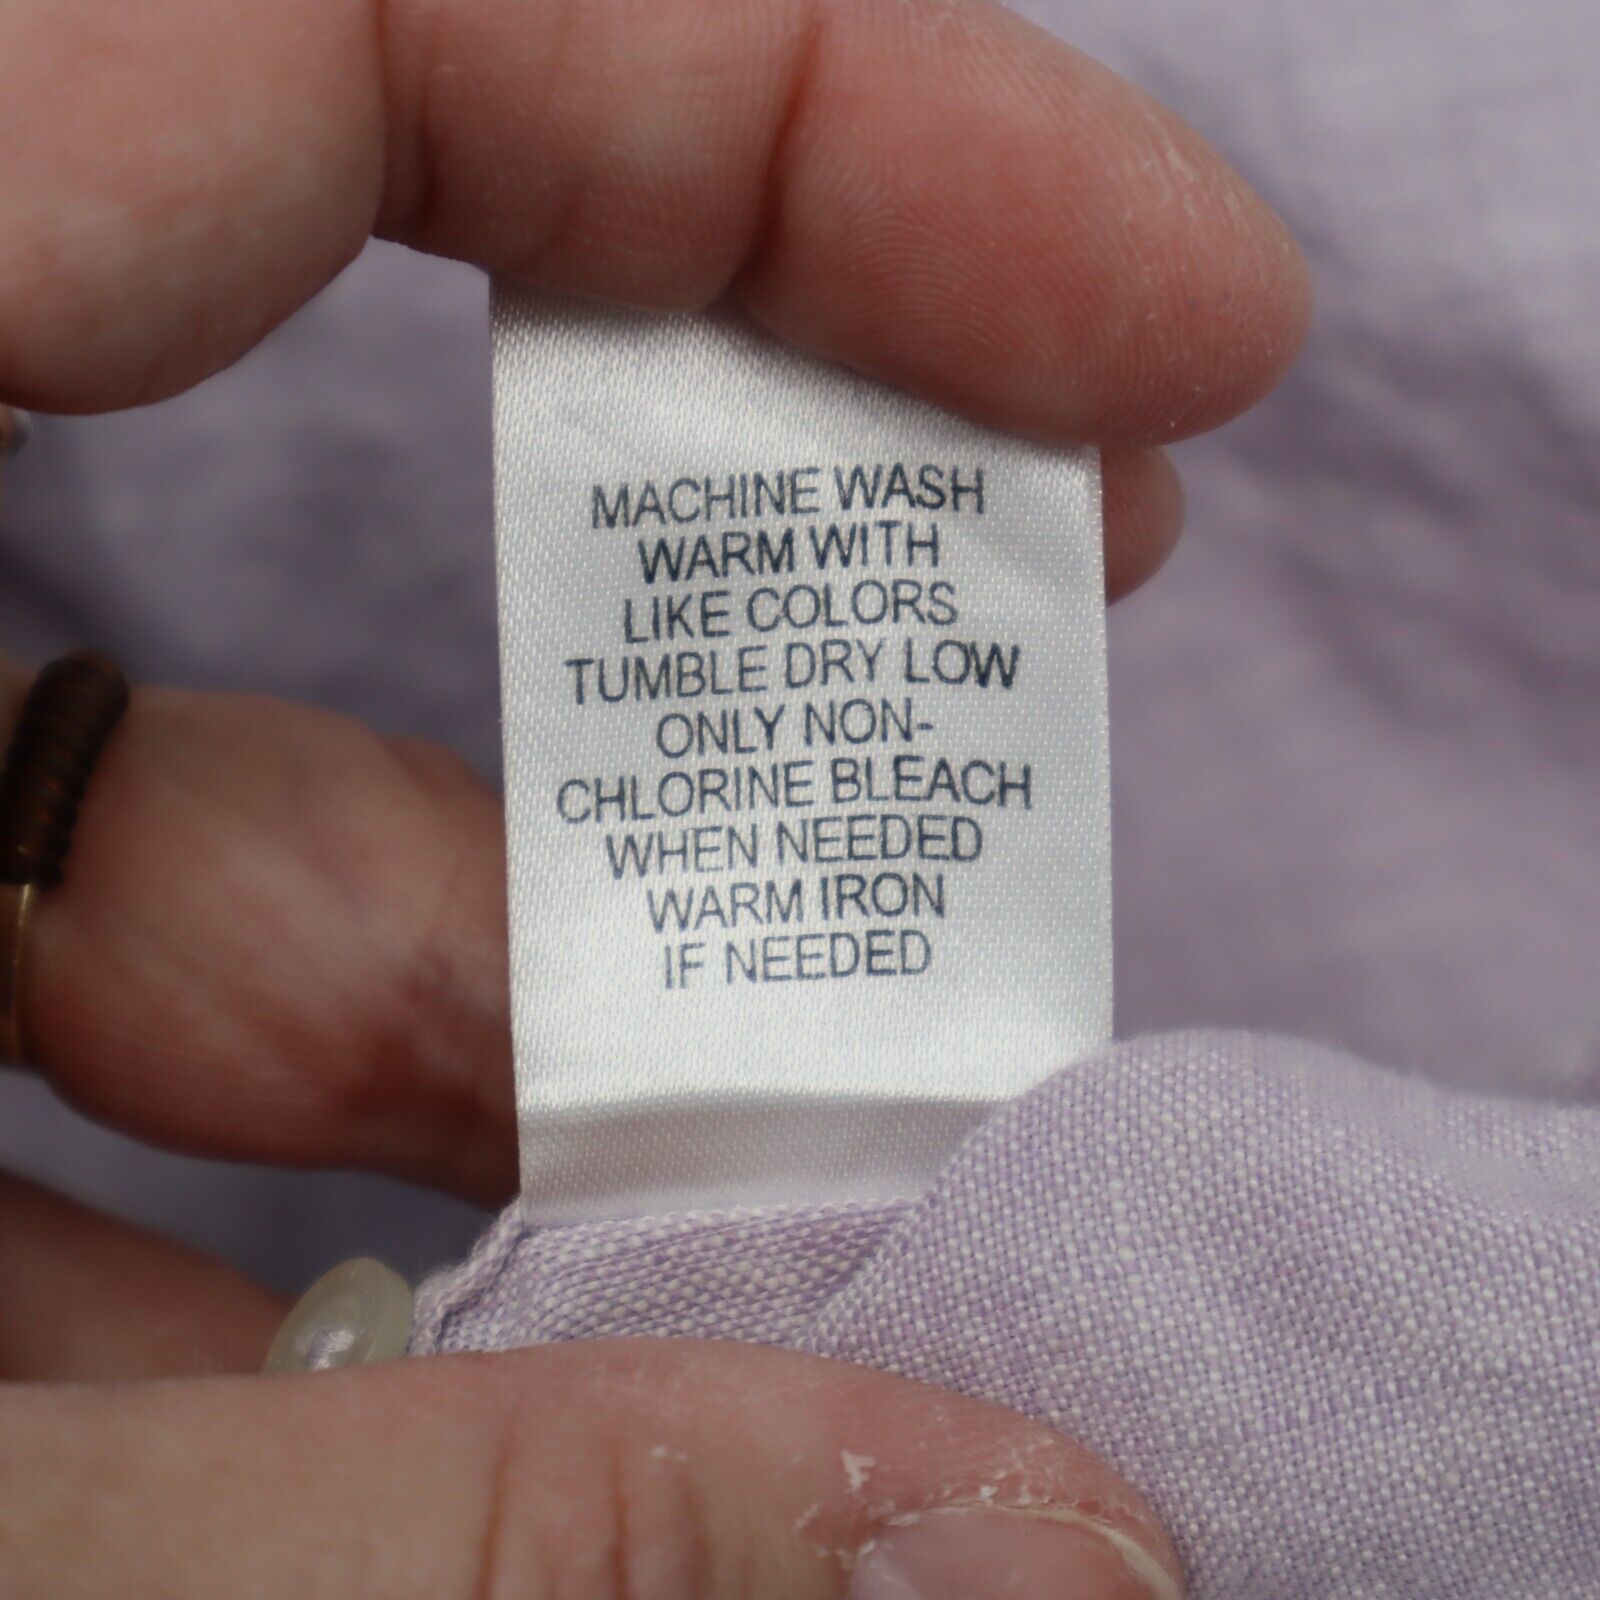 MACHINE WASH
WARM WITH
LIKE COLORS
TUMBLE DRY LOW
ONLY NON-
CHLORINE BLEACH
WHEN NEEDED
WARM IRON
IF NEEDED